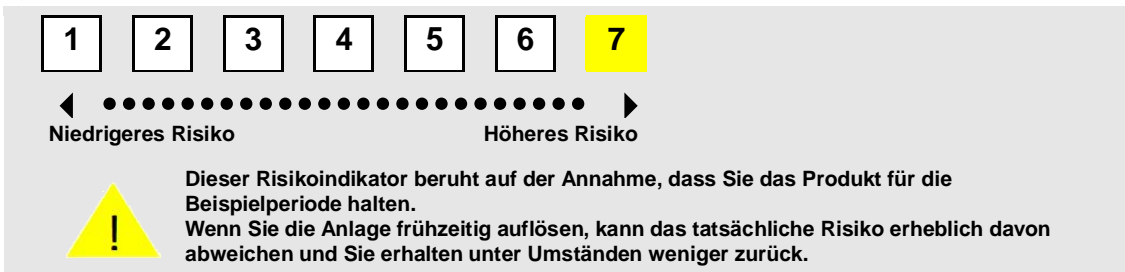 1 2 3 4 5 6 7
Niedrigeres Risiko Höheres Risiko
Dieser Risikoindikator beruht auf der Annahme, dass Sie das Produkt für die
Beispielperiode halten.
Wenn Sie die Anlage frühzeitig auflösen, kann das tatsächliche Risiko erheblich davon
abweichen und Sie erhalten unter Umständen weniger zurück.
!